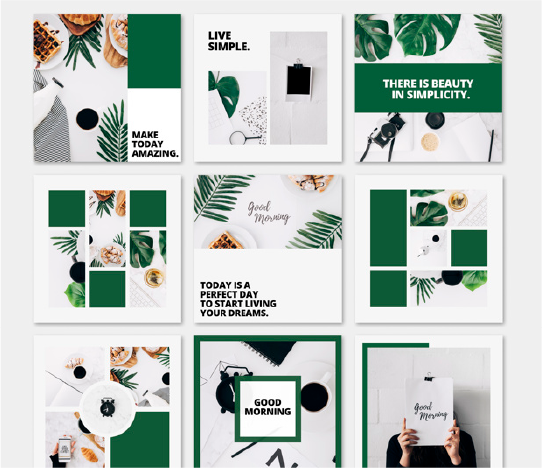 MAKE
TODAY
AMAZING.
LIVE
SIMPLE.
THERE IS BEAUTY
IN SIMPLICITY.
Good
Morning
TODAY IS A
PERFECT DAY
TO START LIVING
YOUR DREAMS.
GOOD
MORNING
Good
Morning